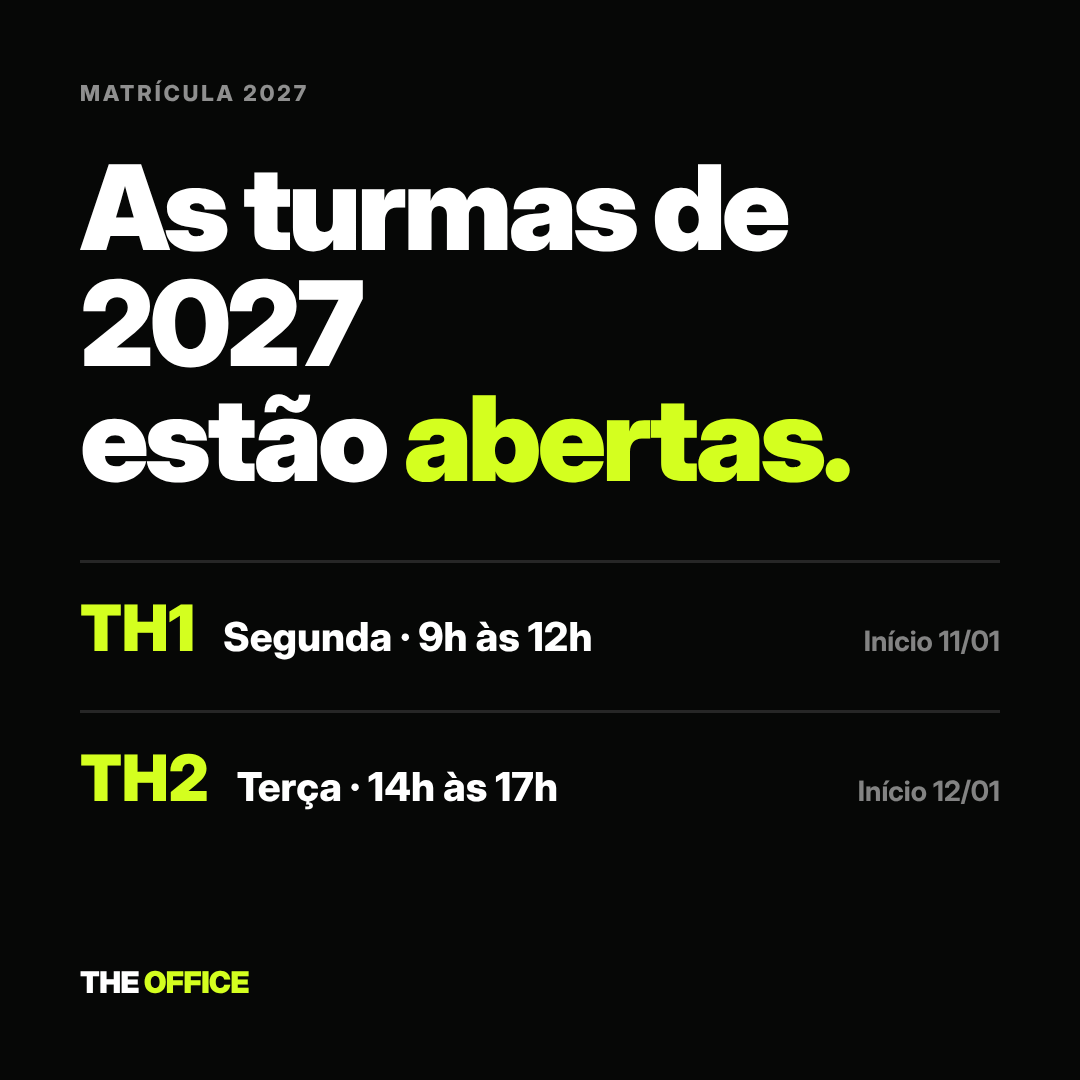 MATRÍCULA 2027
As turmas de
2027
estão abertas.
TH1 Segunda · 9h às 12h Início 11/01
TH2 Terça · 14h às 17h Início 12/01
THE OFFICE